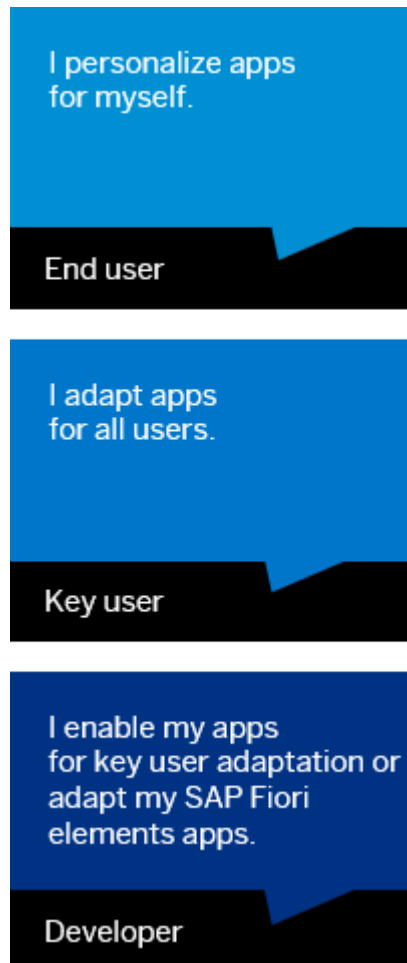 I personalize apps
for myself.
End user
I adapt apps
for all users.
Key user
I enable my apps
for key user adaptation or
adapt my SAP Fiori
elements apps.
Developer